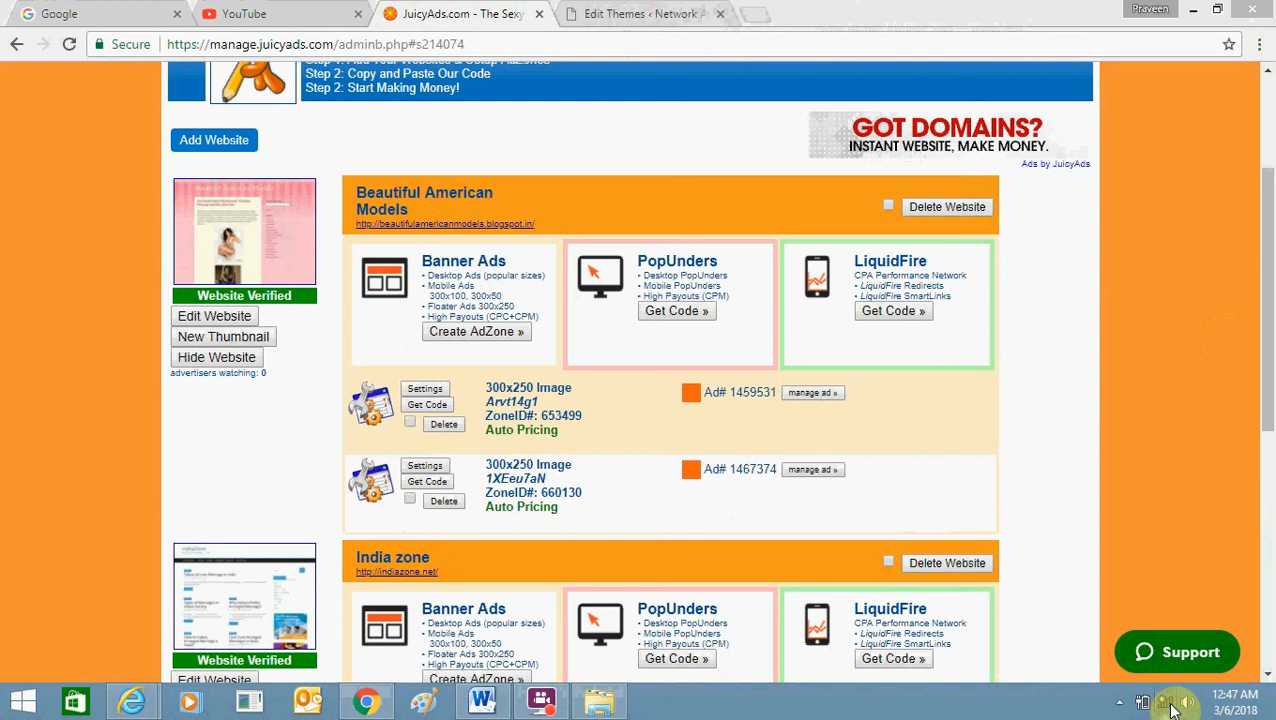 Google
YouTube
JuicyAds.com - The Sexy
Edit Themes ‹ Network
Praveen
Secure
https://manage.juicyads.com/adminb.php#s214074
Step 2: Copy and Paste Our Code
Step 2: Start Making Money!
Add Website
GOT DOMAINS?
INSTANT WEBSITE, MAKE MONEY.
Ads by JuicyAds
Beautiful American
Models
http://beautifulamericanmodels.blogspot.in/
Delete Website
Website Verified
Edit Website
New Thumbnail
Hide Website
advertisers watching: 0
Banner Ads
• Desktop Ads (popular sizes)
• Mobile Ads
300x100, 300x50
• Floater Ads 300x250
• High Payouts (CPC+CPM)
Create AdZone »
PopUnders
• Desktop PopUnders
• Mobile PopUnders
• High Payouts (CPM)
Get Code »
LiquidFire
CPA Performance Network
• LiquidFire Redirects
• LiquidFire SmartLinks
Get Code »
Settings
Get Code
Delete
300x250 Image
Arvt14g1
ZoneID#: 653499
Auto Pricing
Ad# 1459531
manage ad »
Settings
Get Code
Delete
300x250 Image
1XEeu7aN
ZoneID#: 660130
Auto Pricing
Ad# 1467374
manage ad »
India zone
http://indiazone.net/
Delete Website
Website Verified
Edit Website
Banner Ads
• Desktop Ads (popular sizes)
• Mobile Ads
300x100, 300x50
• Floater Ads 300x250
• High Payouts (CPC+CPM)
Create AdZone »
PopUnders
• Desktop PopUnders
• Mobile PopUnders
• High Payouts (CPM)
Get Code »
LiquidFire
CPA Performance Network
• LiquidFire Redirects
• LiquidFire SmartLinks
Get Code »
Support
12:47 AM
3/6/2018